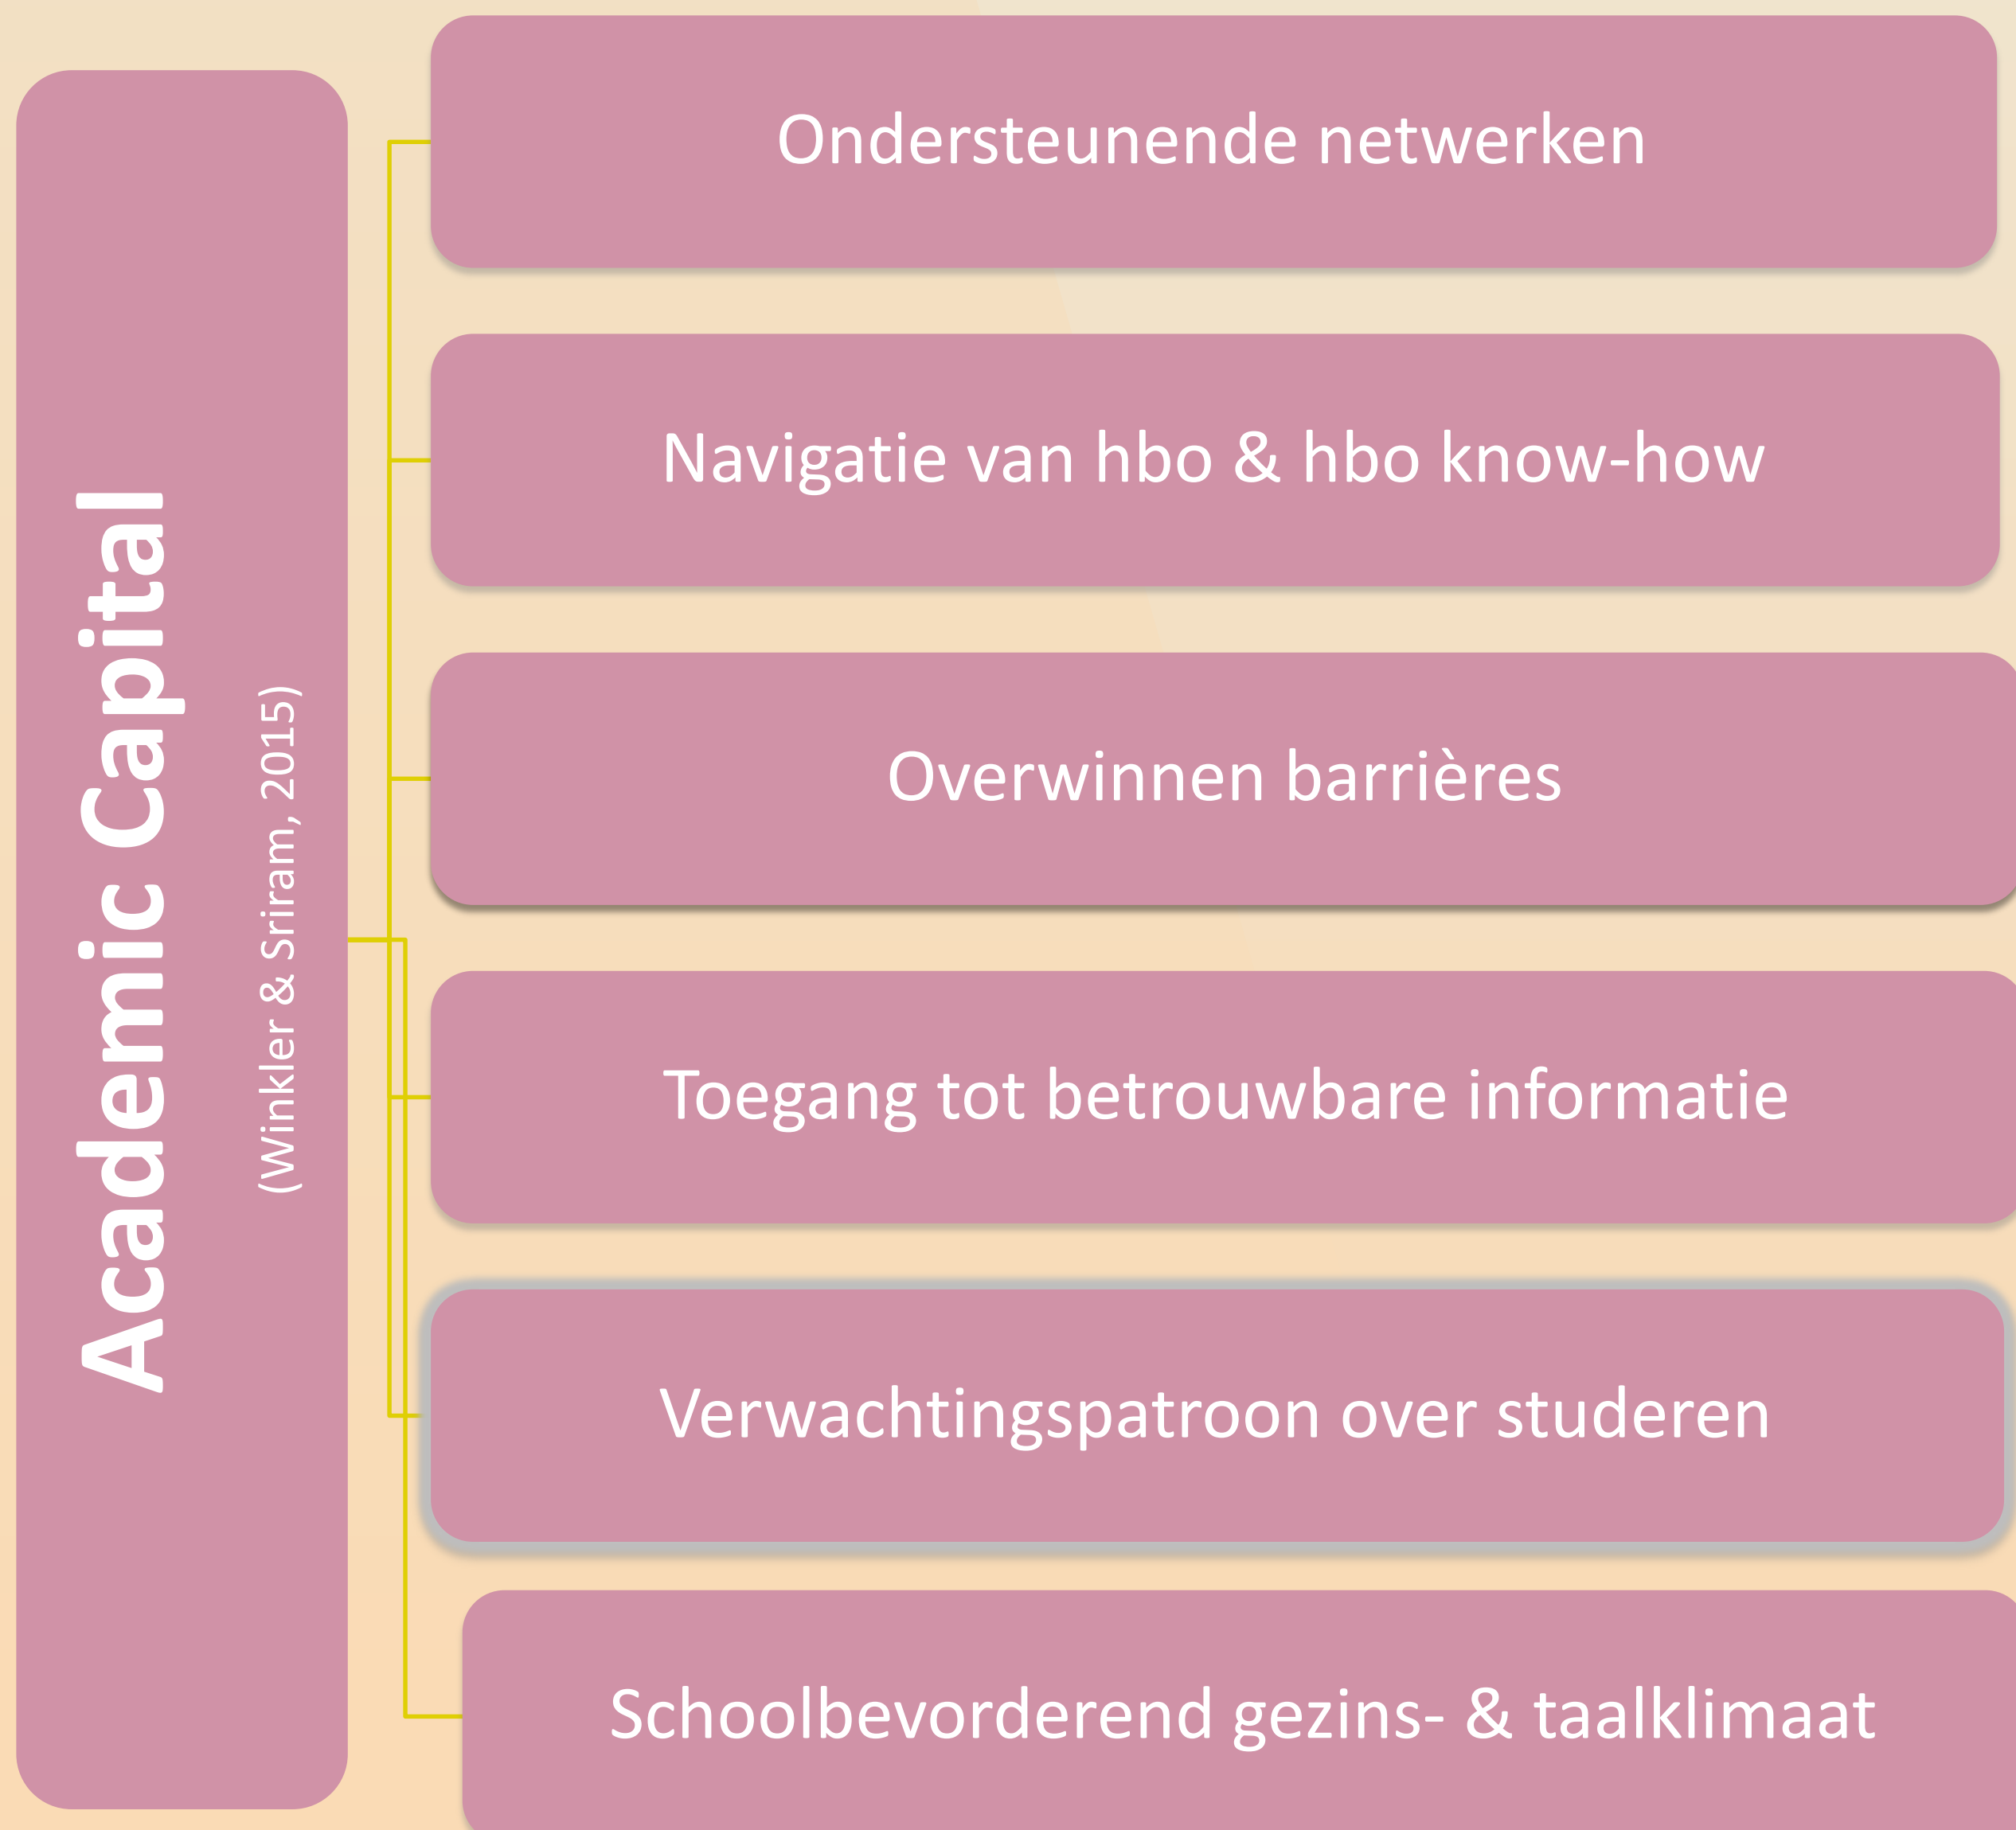 Academic Capital
(Winkler & Sriram, 2015)
Ondersteunende netwerken
Navigatie van hbo & hbo know-how
Overwinnen barrières
Toegang tot betrouwbare informatie
Verwachtingspatroon over studeren
Schoolbevorderend gezins- & taalklimaat